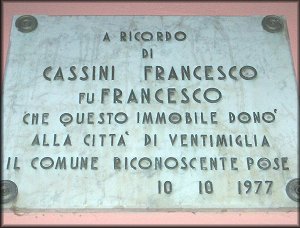 A RICORDO
DI
CASSINI FRANCESCO
FU FRANCESCO
CHE QUESTO IMMOBILE DONO'
ALLA CITTA' DI VENTIMIGLIA
IL COMUNE RICONOSCENTE POSE
10 10 1977